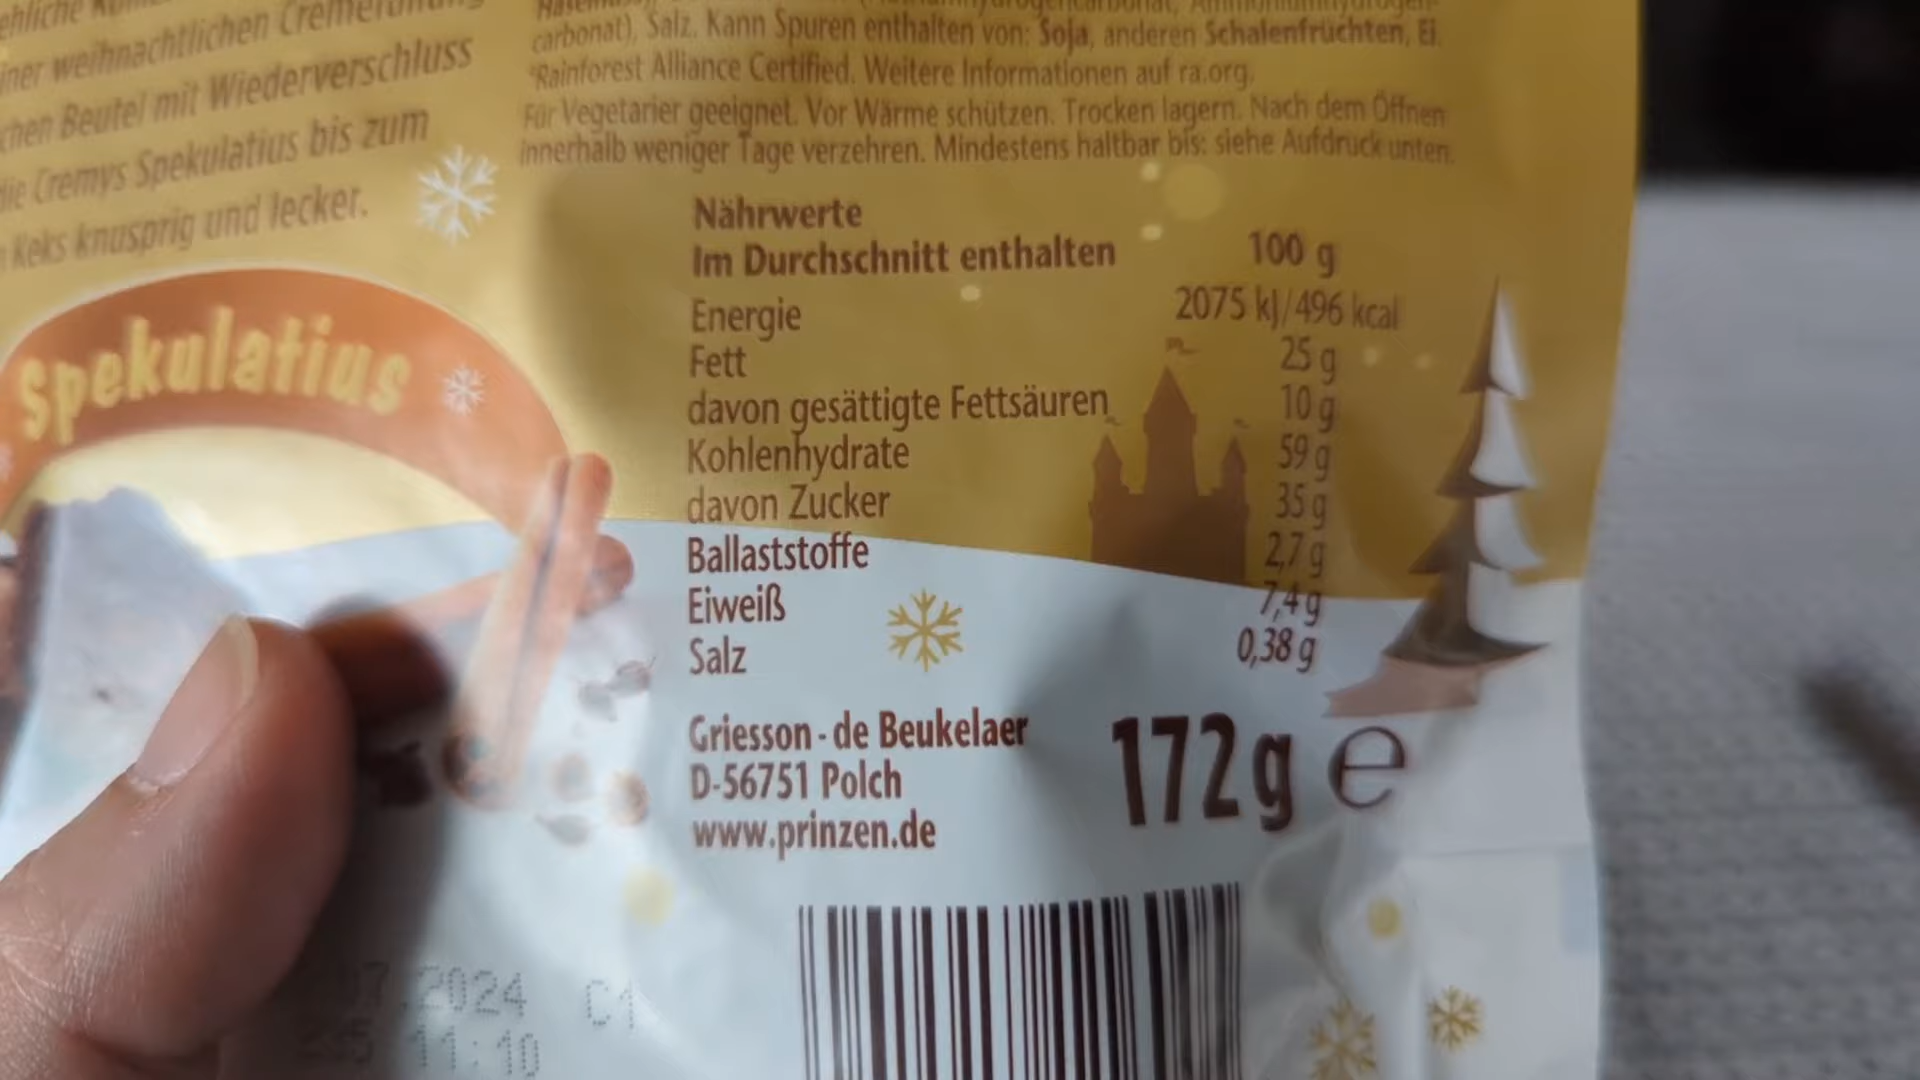 weihnachtlichen
Beutel mit Wiederverschluss
Cremys Spekulatius bis zum
Keks knusprig und lecker.
Spekulatius
carbonat), Salz. Kann Spuren enthalten von: Soja, anderen Schalenfrüchten, Ei.
Rainforest Alliance Certified. Weitere Informationen auf ra.org.
Für Vegetarier geeignet. Vor Wärme schützen. Trocken lagern. Nach dem Öffnen
innerhalb weniger Tage verzehren. Mindestens haltbar bis: siehe Aufdruck unten.
Nährwerte
Im Durchschnitt enthalten 100 g
Energie 2075 kJ/496 kcal
Fett 25 g
davon gesättigte Fettsäuren 10 g
Kohlenhydrate 59 g
davon Zucker 35 g
Ballaststoffe 2,7 g
Eiweiß 7,4 g
Salz 0,38 g
Griesson - de Beukelaer
D-56751 Polch
www.prinzen.de
172 g e
07.2024 C1
11:10